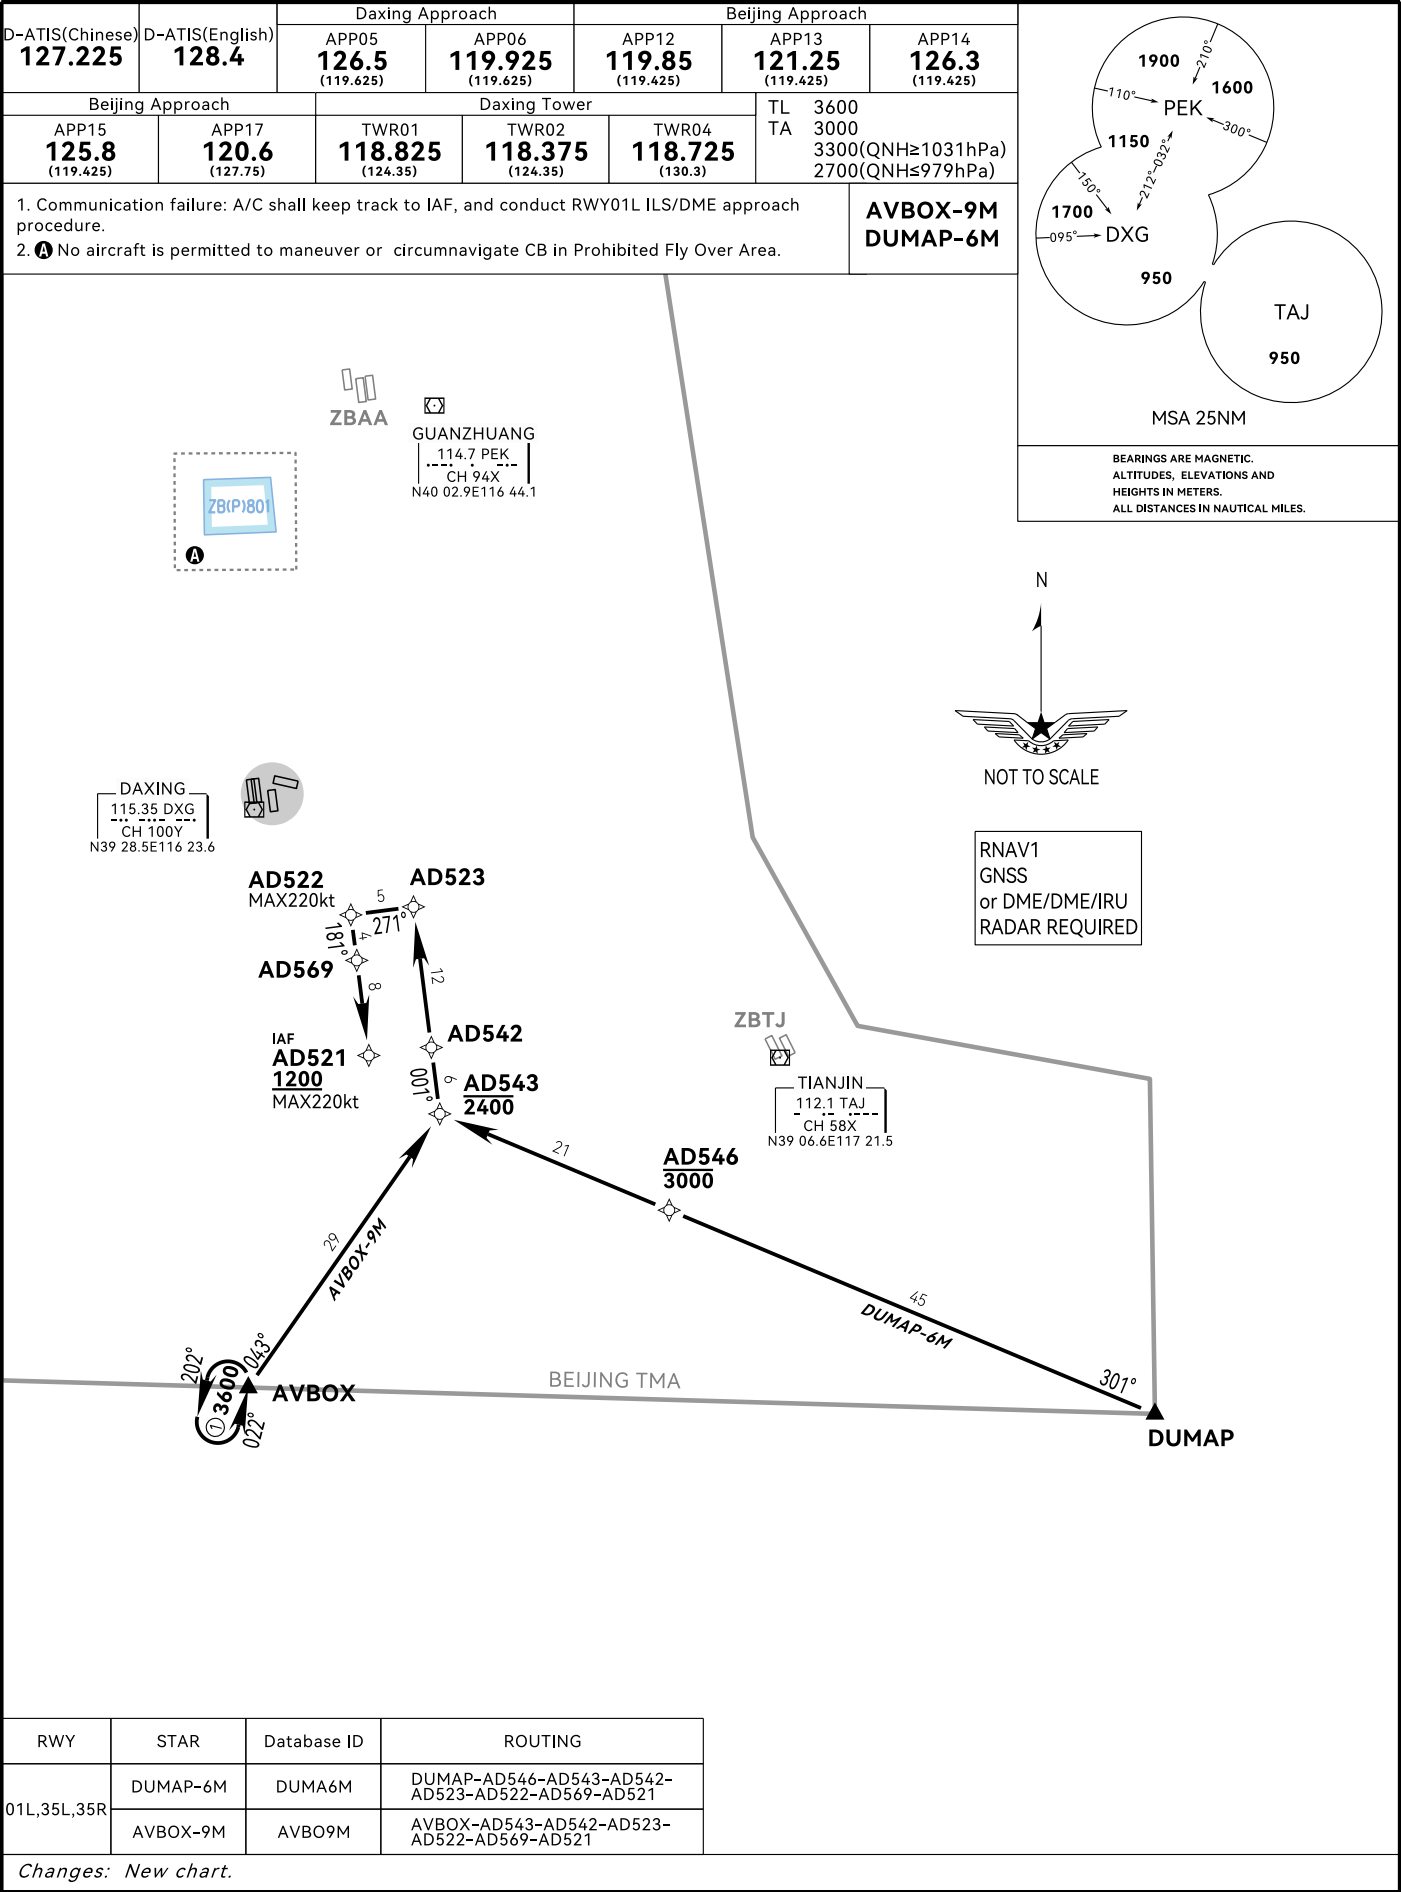 D-ATIS(Chinese)
127.225
D-ATIS(English)
128.4
Daxing Approach
APP05
126.5
(119.625)
APP06
119.925
(119.625)
Beijing Approach
APP12
119.85
(119.425)
APP13
121.25
(119.425)
APP14
126.3
(119.425)
Beijing Approach
APP15
125.8
(119.425)
APP17
120.6
(127.75)
Daxing Tower
TWR01
118.825
(124.35)
TWR02
118.375
(124.35)
TWR04
118.725
(130.3)
TL 3600
TA 3000
3300(QNH≥1031hPa)
2700(QNH≤979hPa)
1. Communication failure: A/C shall keep track to IAF, and conduct RWY01L ILS/DME approach
procedure.
2. A No aircraft is permitted to maneuver or circumnavigate CB in Prohibited Fly Over Area.
AVBOX-9M
DUMAP-6M
1900
210°
1600
110°
PEK
300°
1150
212°-032°
150°
1700
095°
DXG
950
TAJ
950
MSA 25NM
BEARINGS ARE MAGNETIC.
ALTITUDES, ELEVATIONS AND
HEIGHTS IN METERS.
ALL DISTANCES IN NAUTICAL MILES.
ZBAA
GUANZHUANG
114.7 PEK
CH 94X
N40 02.9E116 44.1
ZB(P)801
A
N
NOT TO SCALE
DAXING
115.35 DXG
CH 100Y
N39 28.5E116 23.6
RNAV1
GNSS
or DME/DME/IRU
RADAR REQUIRED
AD522
MAX220kt
5
271°
AD523
181°
4
AD569
8
12
IAF
AD521
1200
MAX220kt
AD542
001°
6
AD543
2400
ZBTJ
TIANJIN
112.1 TAJ
CH 58X
N39 06.6E117 21.5
21
AD546
3000
29
AVBOX-9M
45
DUMAP-6M
043°
202°
1 3600
022°
AVBOX
BEIJING TMA
301°
DUMAP
RWY STAR Database ID ROUTING
01L,35L,35R
DUMAP-6M DUMA6M DUMAP-AD546-AD543-AD542-
AD523-AD522-AD569-AD521
AVBOX-9M AVBO9M AVBOX-AD543-AD542-AD523-
AD522-AD569-AD521
Changes: New chart.